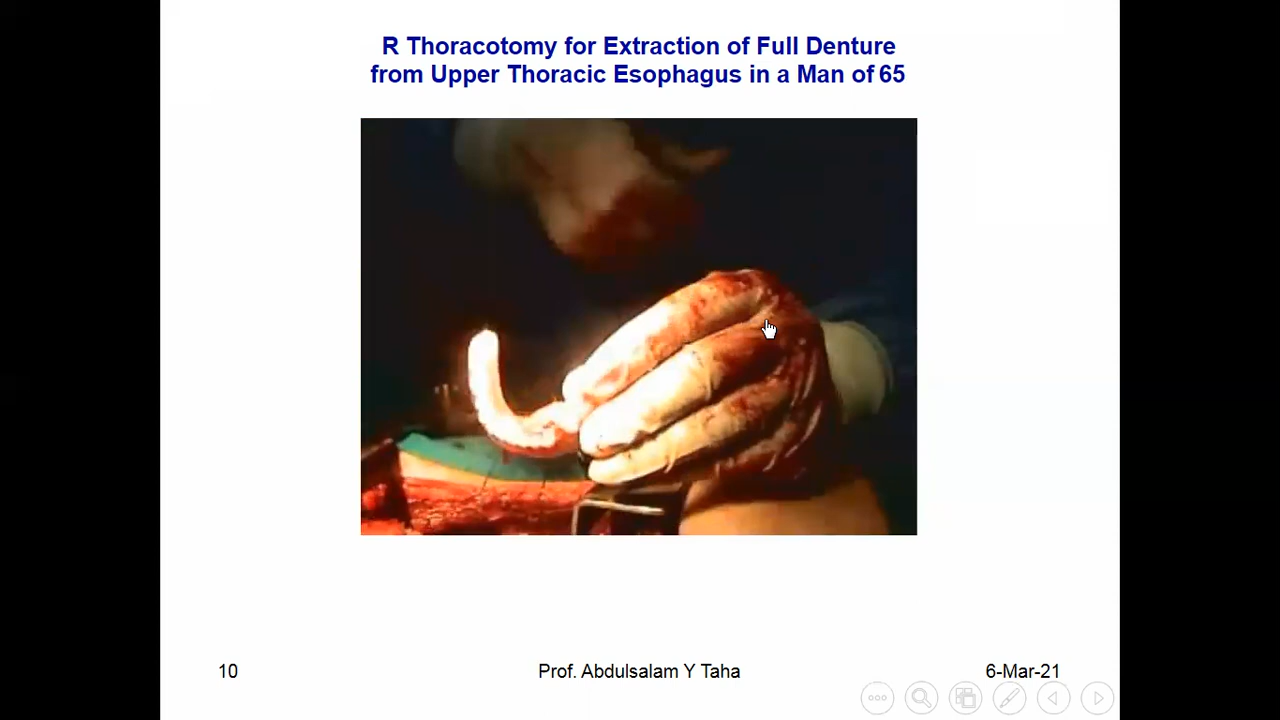 R Thoracotomy for Extraction of Full Denture
from Upper Thoracic Esophagus in a Man of 65
10
Prof. Abdulsalam Y Taha
6-Mar-21